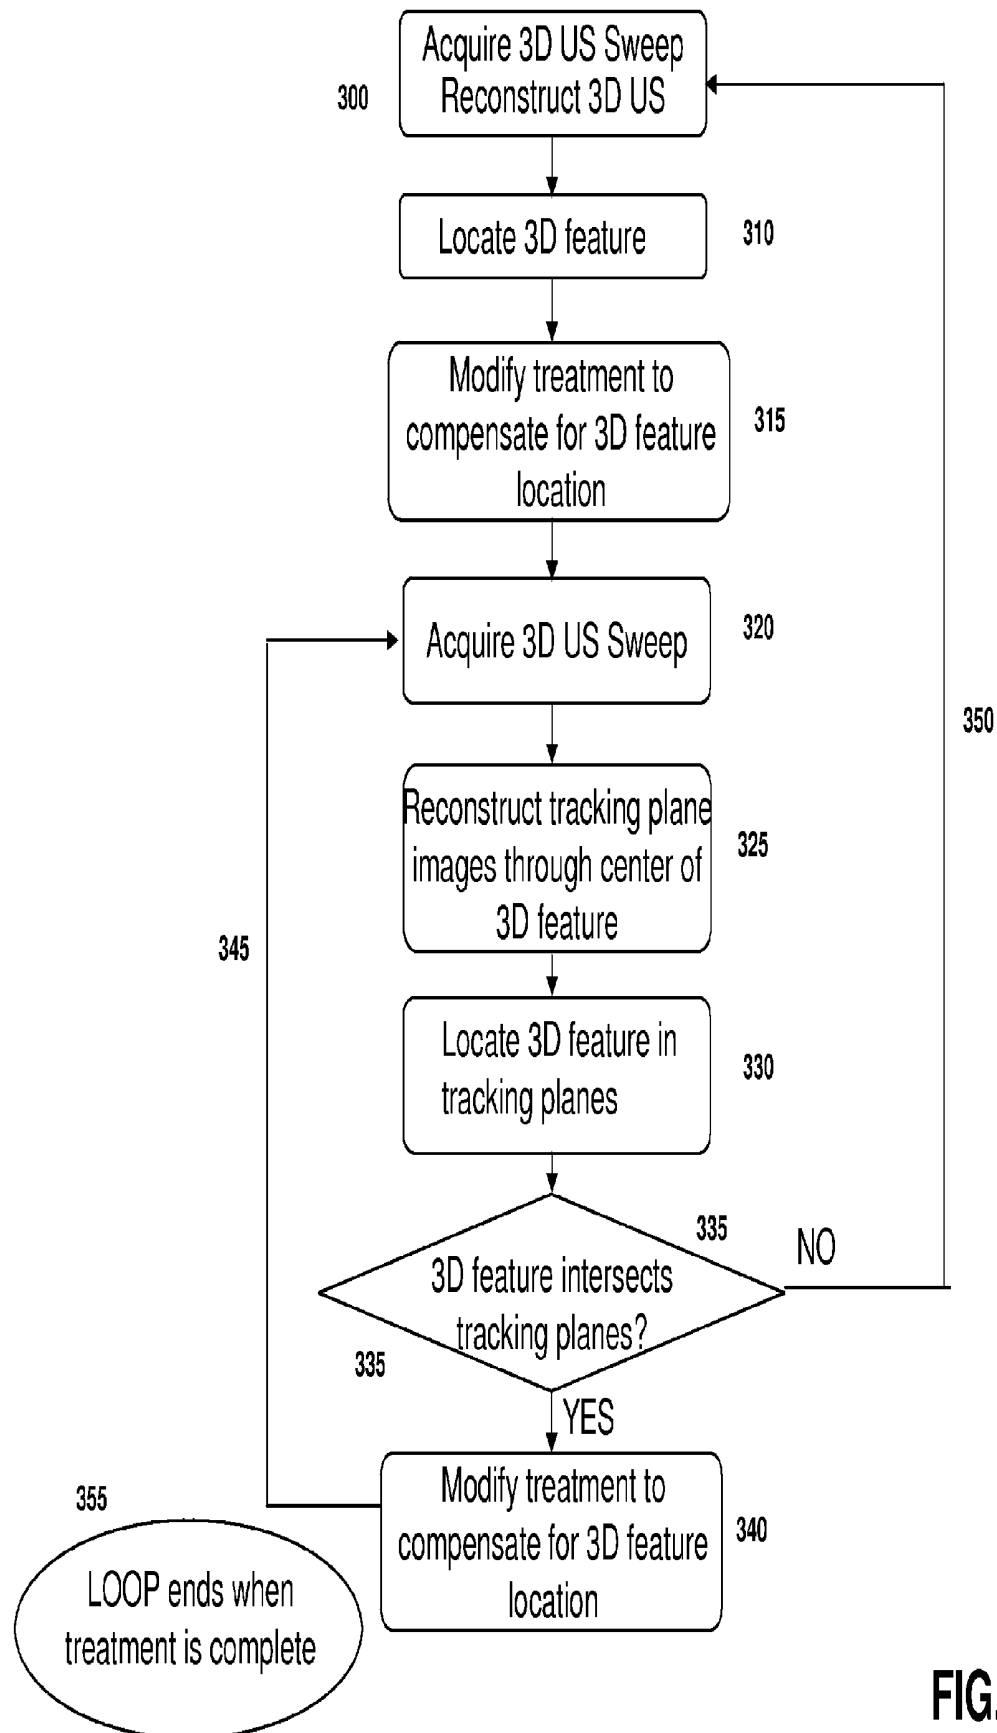 Acquire 3D US Sweep
Reconstruct 3D US
300
Locate 3D feature
310
Modify treatment to
compensate for 3D feature
location
315
Acquire 3D US Sweep
320
350
Reconstruct tracking plane
images through center of
3D feature
325
345
Locate 3D feature in
tracking planes
330
335
NO
3D feature intersects
tracking planes?
335
YES
Modify treatment to
compensate for 3D feature
location
340
355
LOOP ends when
treatment is complete
FIG.